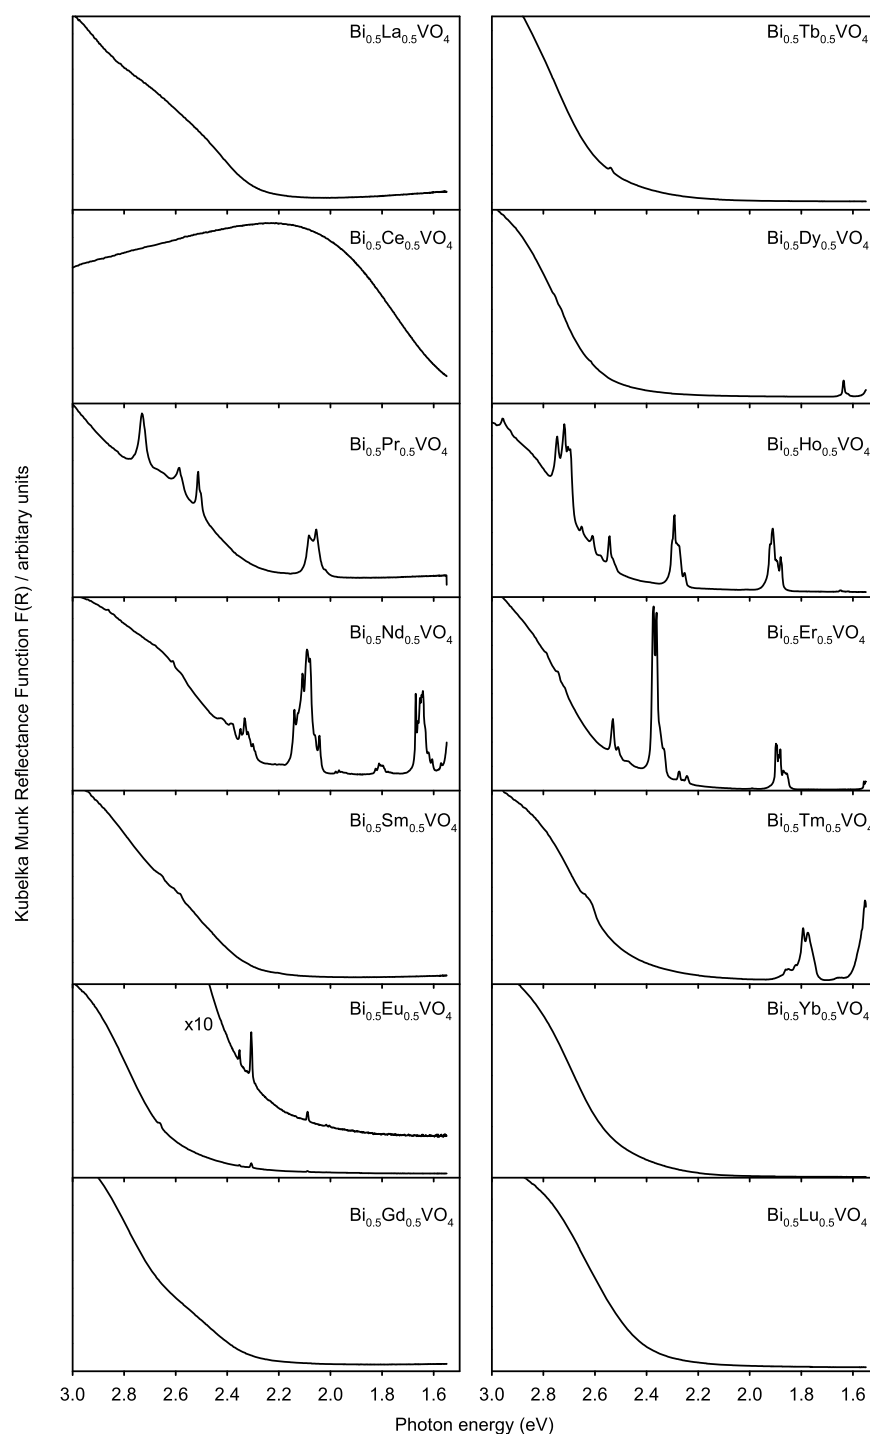 Bi0.5La0.5VO4
Bi0.5Tb0.5VO4
Bi0.5Ce0.5VO4
Bi0.5Dy0.5VO4
Bi0.5Pr0.5VO4
Bi0.5Ho0.5VO4
Bi0.5Nd0.5VO4
Bi0.5Er0.5VO4
Bi0.5Sm0.5VO4
Bi0.5Tm0.5VO4
Bi0.5Eu0.5VO4
x10
Bi0.5Yb0.5VO4
Bi0.5Gd0.5VO4
Bi0.5Lu0.5VO4
Kubelka Munk Reflectance Function F(R) / arbitary units
3.0 2.8 2.6 2.4 2.2 2.0 1.8 1.6
3.0 2.8 2.6 2.4 2.2 2.0 1.8 1.6
Photon energy (eV)